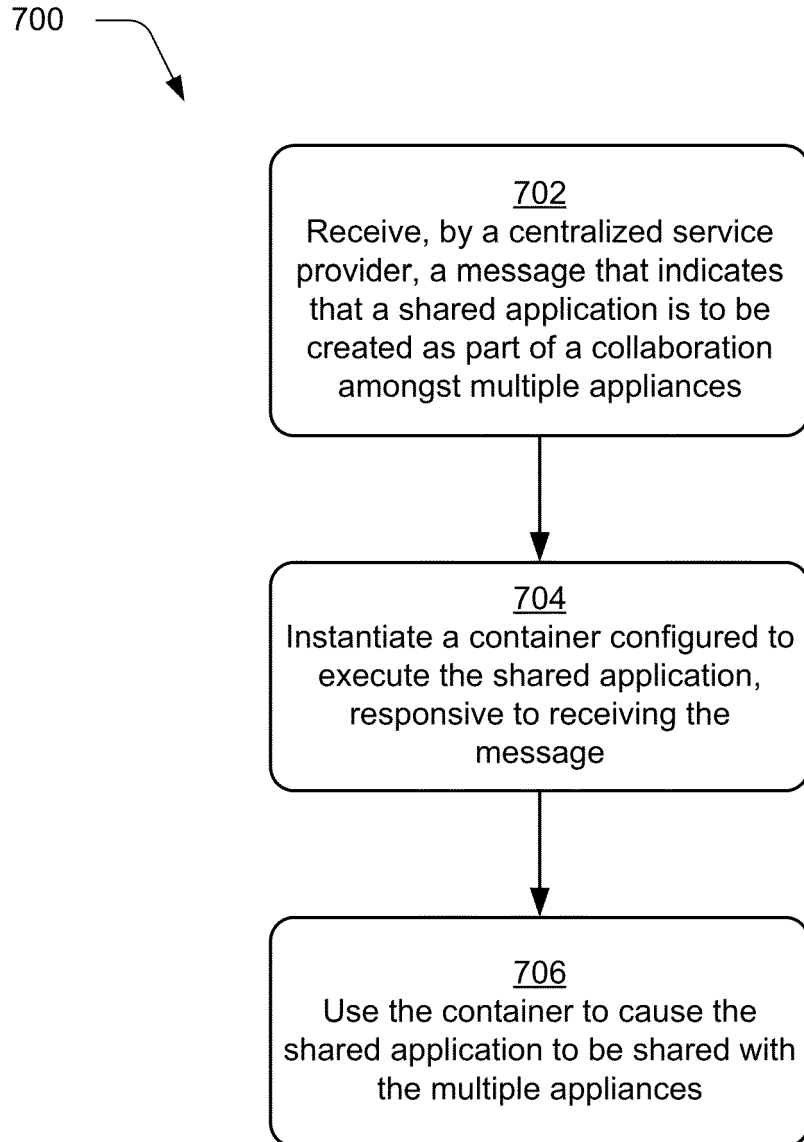 700
702
Receive, by a centralized service
provider, a message that indicates
that a shared application is to be
created as part of a collaboration
amongst multiple appliances
704
Instantiate a container configured to
execute the shared application,
responsive to receiving the
message
706
Use the container to cause the
shared application to be shared with
the multiple appliances